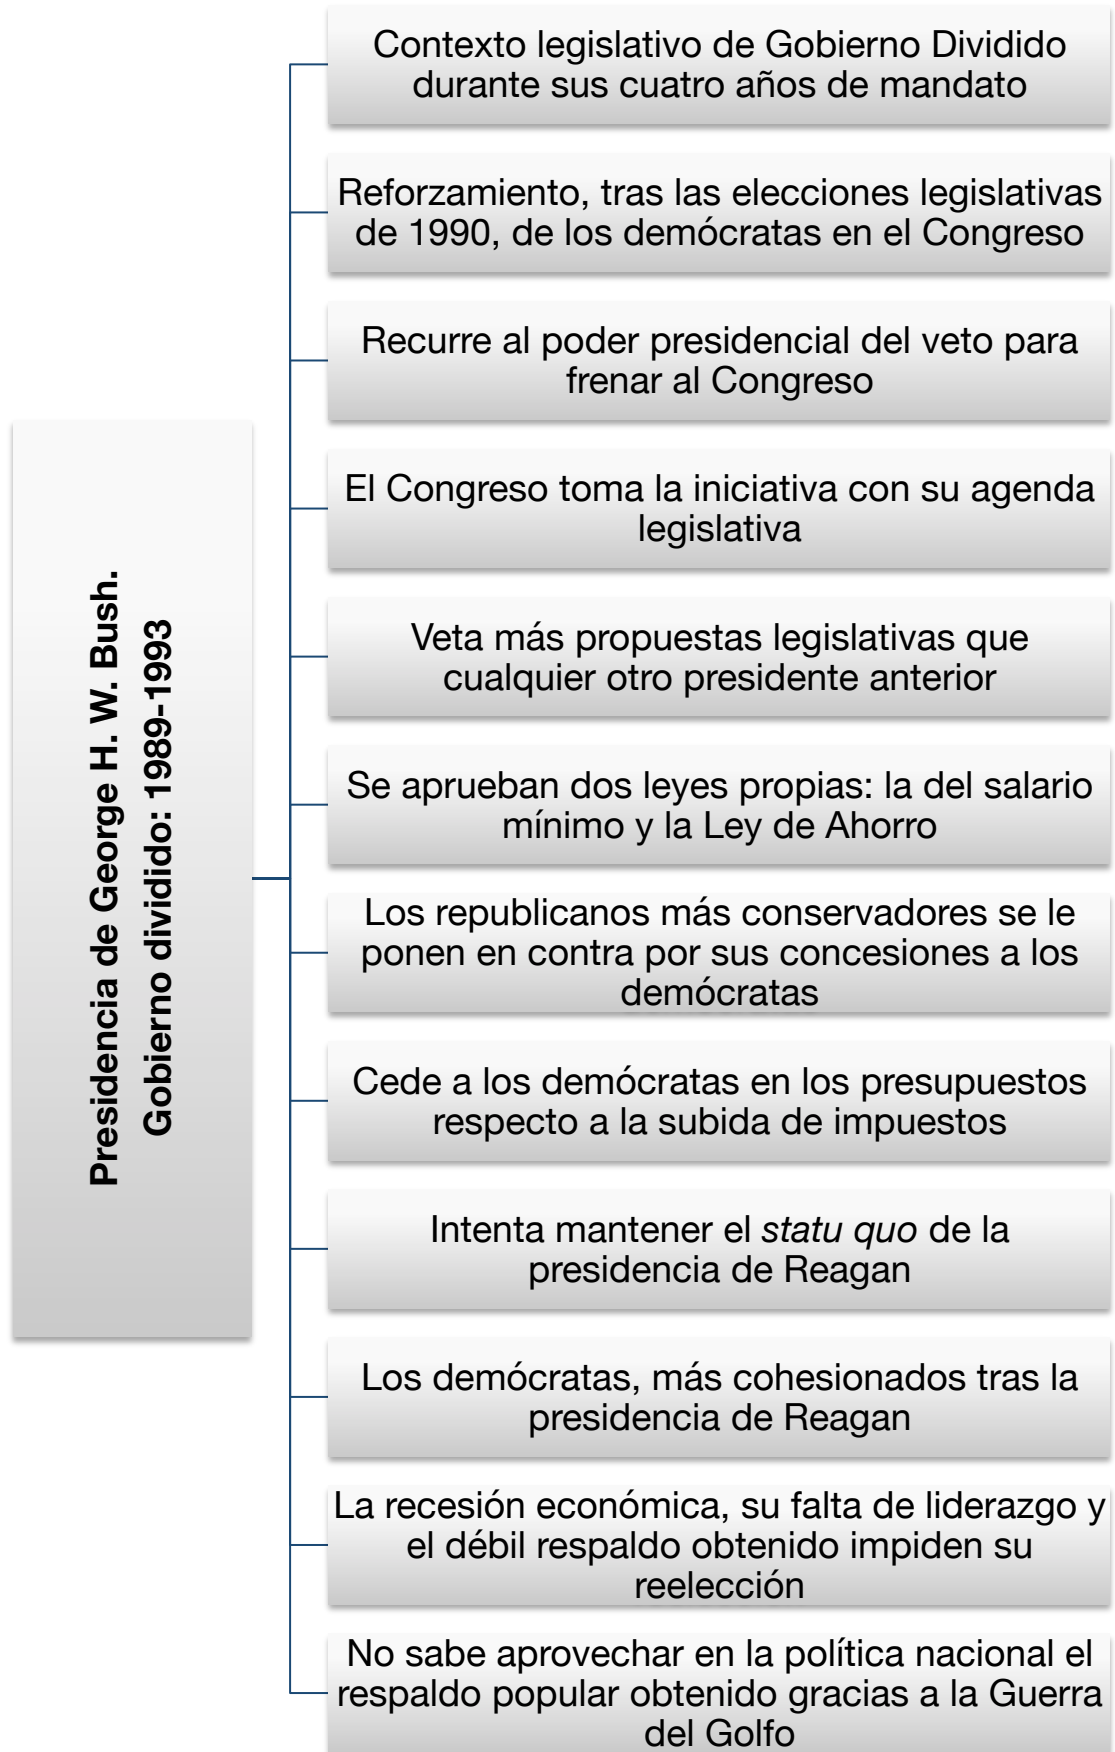 Presidencia de George H. W. Bush.
Gobierno dividido: 1989-1993
Contexto legislativo de Gobierno Dividido
durante sus cuatro años de mandato
Reforzamiento, tras las elecciones legislativas
de 1990, de los demócratas en el Congreso
Recurre al poder presidencial del veto para
frenar al Congreso
El Congreso toma la iniciativa con su agenda
legislativa
Veta más propuestas legislativas que
cualquier otro presidente anterior
Se aprueban dos leyes propias: la del salario
mínimo y la Ley de Ahorro
Los republicanos más conservadores se le
ponen en contra por sus concesiones a los
demócratas
Cede a los demócratas en los presupuestos
respecto a la subida de impuestos
Intenta mantener el statu quo de la
presidencia de Reagan
Los demócratas, más cohesionados tras la
presidencia de Reagan
La recesión económica, su falta de liderazgo y
el débil respaldo obtenido impiden su
reelección
No sabe aprovechar en la política nacional el
respaldo popular obtenido gracias a la Guerra
del Golfo